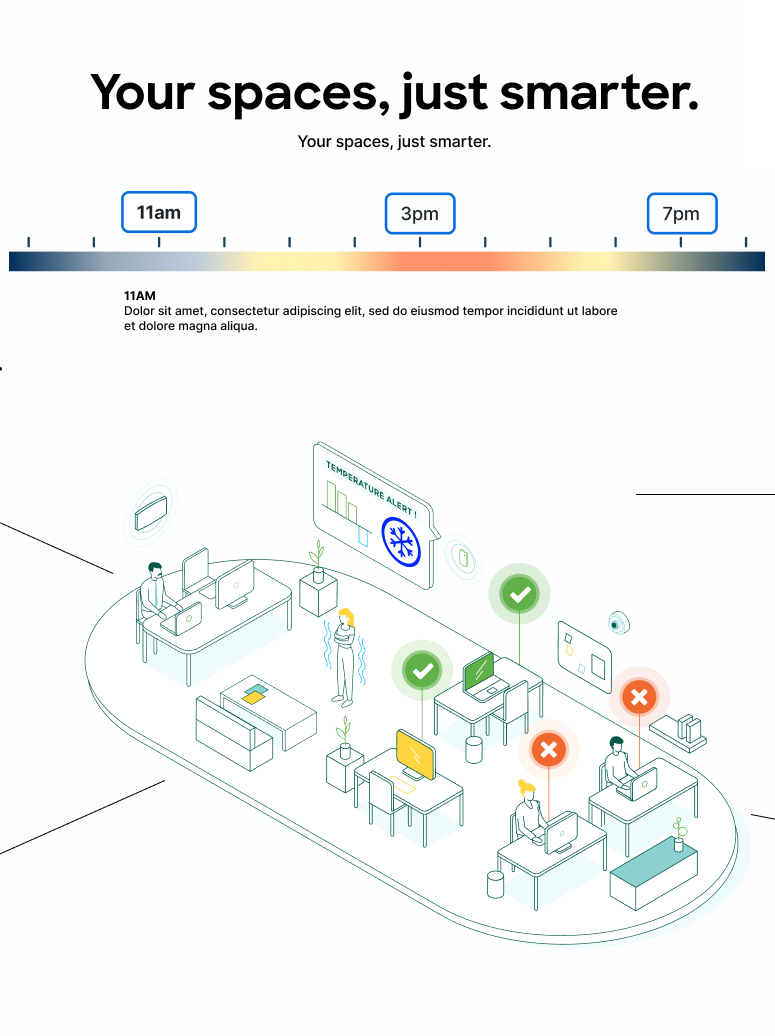 Your spaces, just smarter.
Your spaces, just smarter.
11am
3pm
7pm
11AM
Dolor sit amet, consectetur adipiscing elit, sed do eiusmod tempor incididunt ut labore
et dolore magna aliqua.
TEMPERATURE ALERT !